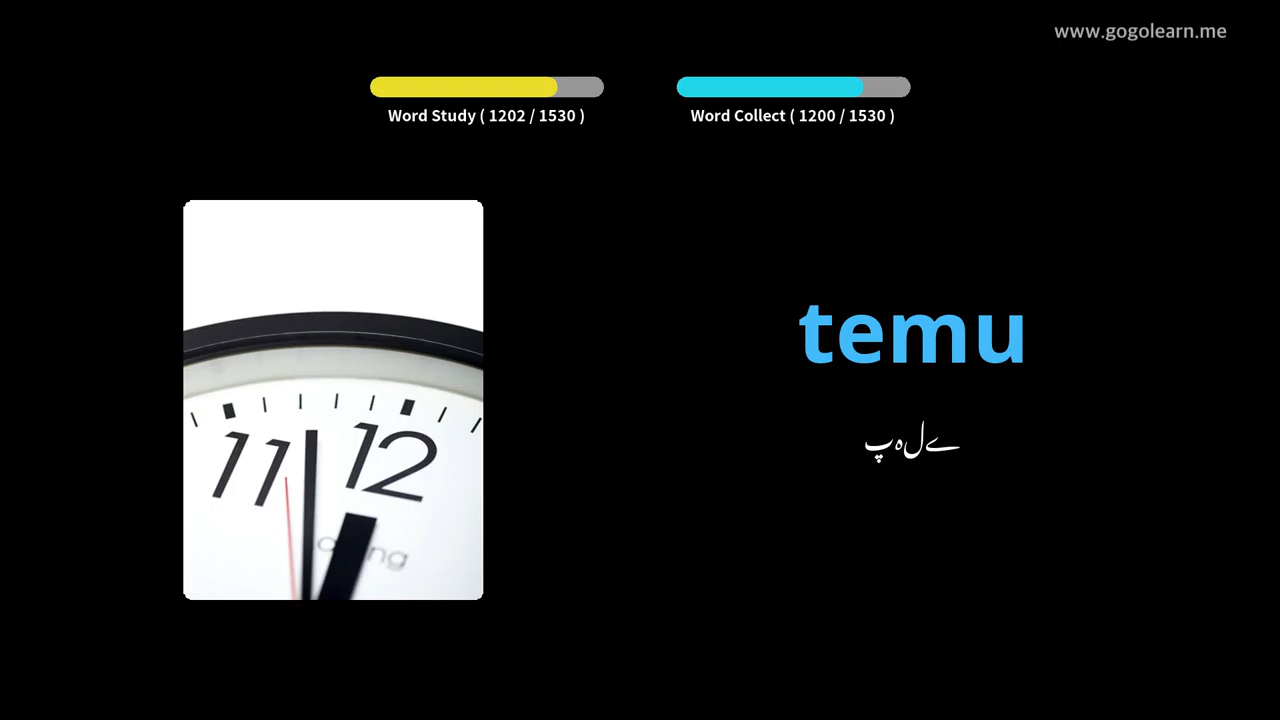 www.gogolearn.me
Word Study ( 1202 / 1530 )
Word Collect ( 1200 / 1530 )
temu
پہلے
11 12